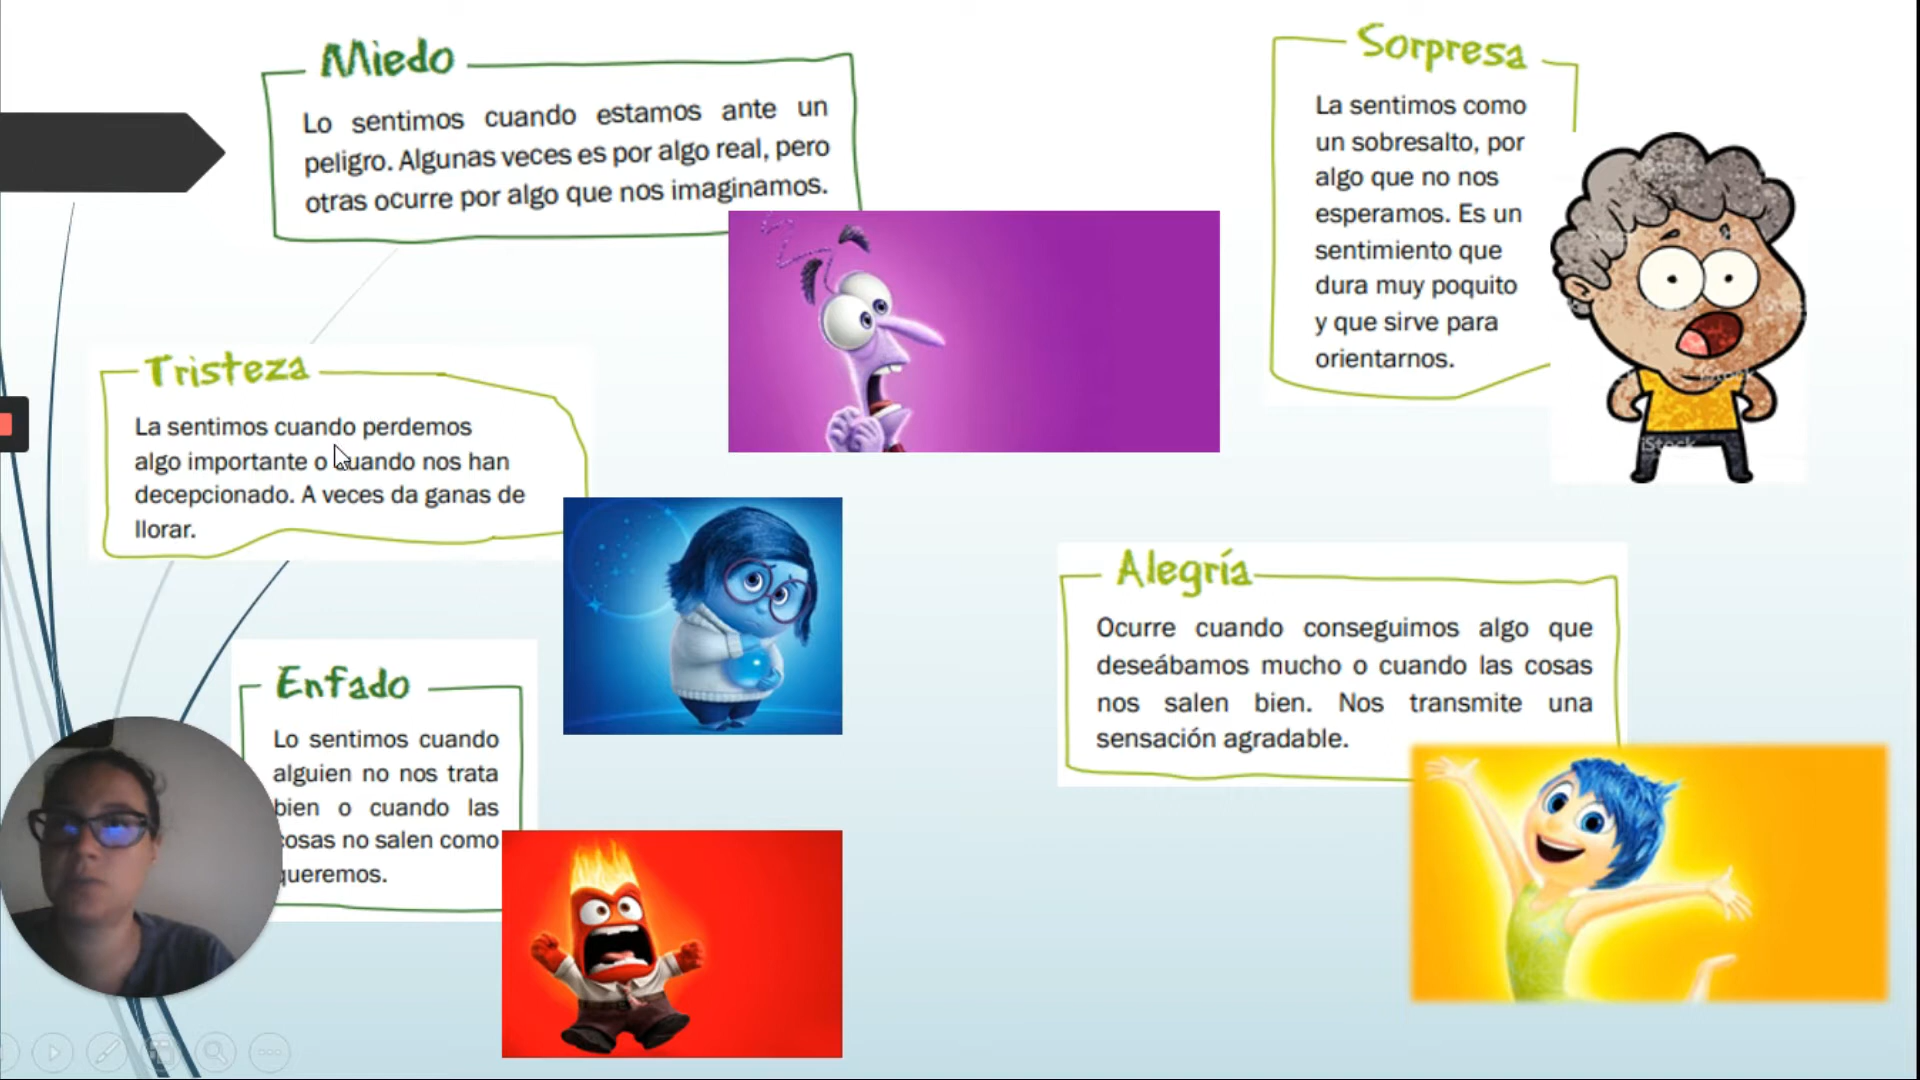 Miedo
Lo sentimos cuando estamos ante un
peligro. Algunas veces es por algo real, pero
otras ocurre por algo que nos imaginamos.
Sorpresa
La sentimos como
un sobresalto, por
algo que no nos
esperamos. Es un
sentimiento que
dura muy poquito
y que sirve para
orientarnos.
iStock
Tristeza
La sentimos cuando perdemos
algo importante o cuando nos han
decepcionado. A veces da ganas de
llorar.
Alegría
Ocurre cuando conseguimos algo que
deseábamos mucho o cuando las cosas
nos salen bien. Nos transmite una
sensación agradable.
Enfado
Lo sentimos cuando
alguien no nos trata
bien o cuando las
cosas no salen como
queremos.